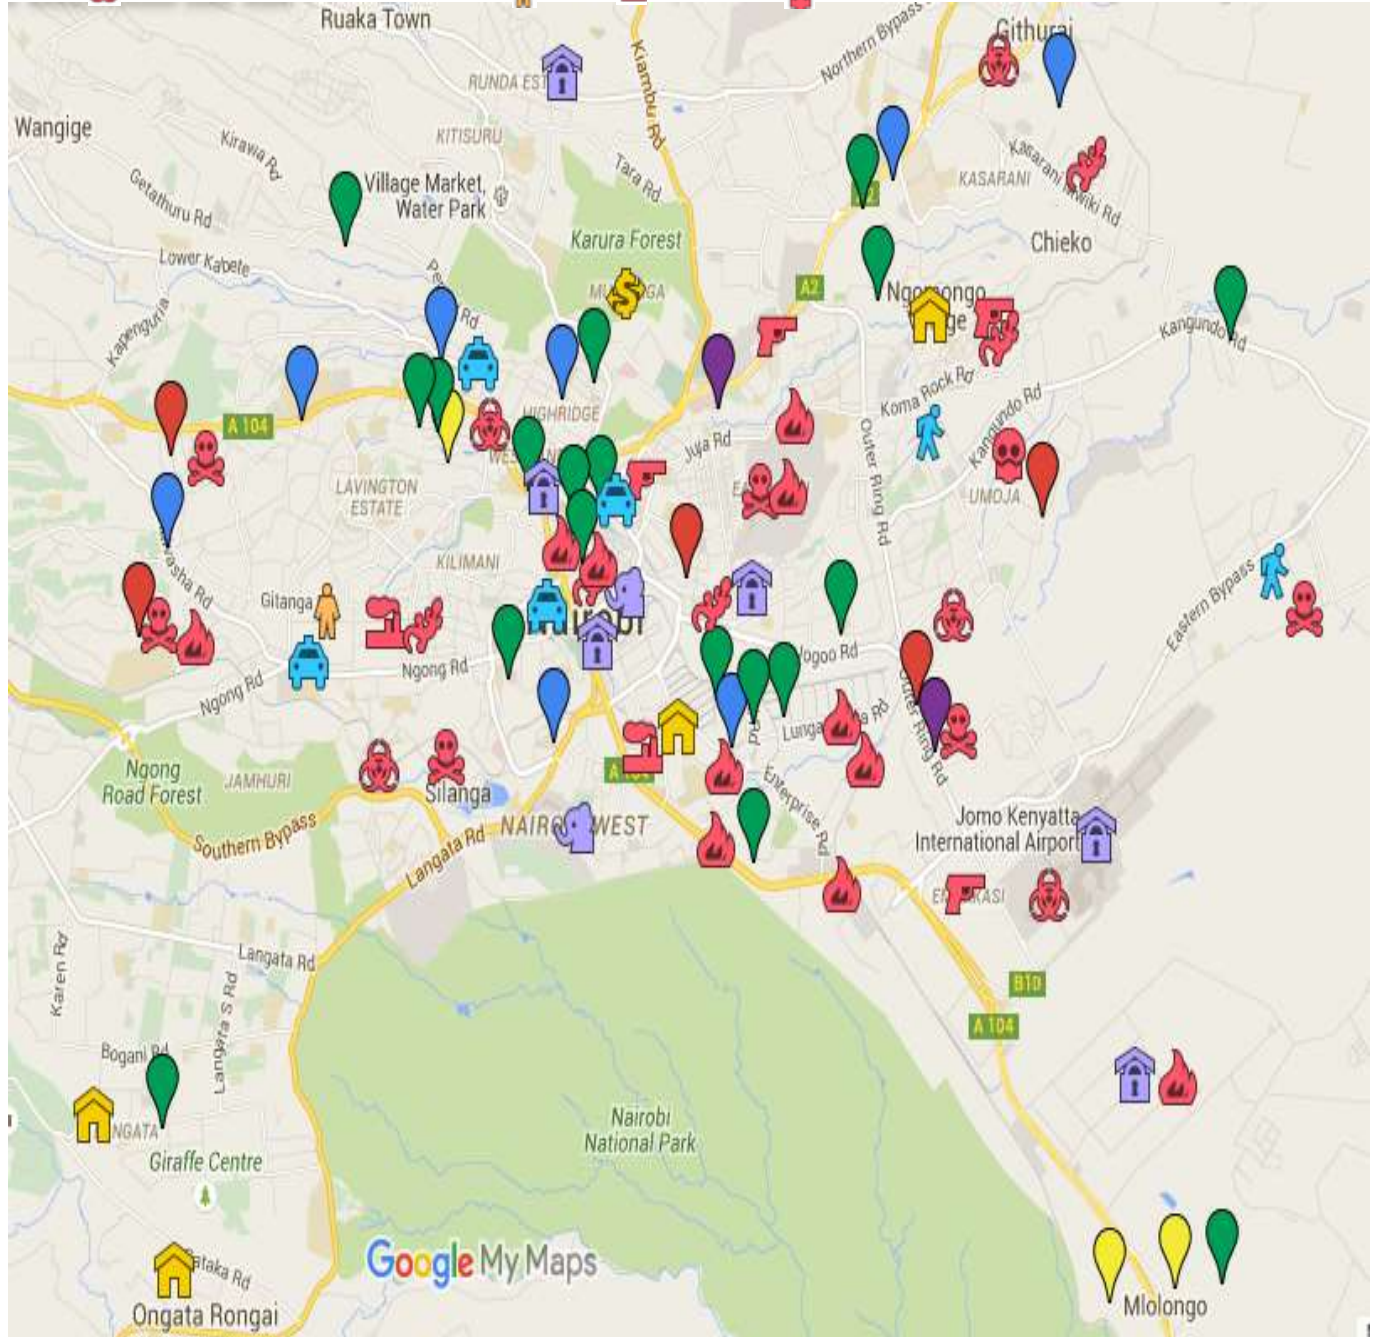 Ruaka Town
Githurai
Northern Bypass
Kiambu Rd
RUNDA EST
Wangige
KITISURU
Kirawa Rd
Tara Rd
KASARANI
Getathuru Rd
Village Market,
Water Park
Chieko
Karura Forest
Lower Kabete
A2
Kangundo Rd
Kapenguria
Koma Rock Rd
Kangundo Rd
A 104
HIGHRIDGE
Juja Rd
Outer Ring Rd
LAVINGTON
ESTATE
UMOJA
KILIMANI
Eastern Bypass
Gitanga
Ngong Rd
Jogoo Rd
Ngong Rd
Outer Ring Rd
Ngong
Road Forest
JAMHURI
Silanga
Enterprise Rd
Southern Bypass
Langata Rd
WEST
Jomo Kenyatta
International Airport
Karen Rd
Langata Rd
Langata S Rd
B10
A 104
Bogani Rd
NGATA
Nairobi
National Park
Giraffe Centre
Google My Maps
Ongata Rongai
Mlolongo